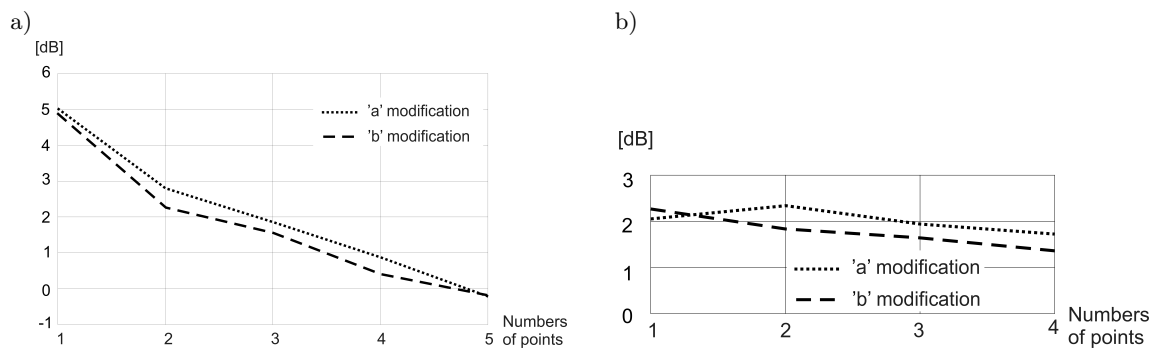 a)
[dB]
6
5
4
3
2
1
0
-1
'a' modification
'b' modification
1 2 3 4 5
Numbers
of points
b)
[dB]
3
2
1
0
'a' modification
'b' modification
1 2 3 4
Numbers
of points